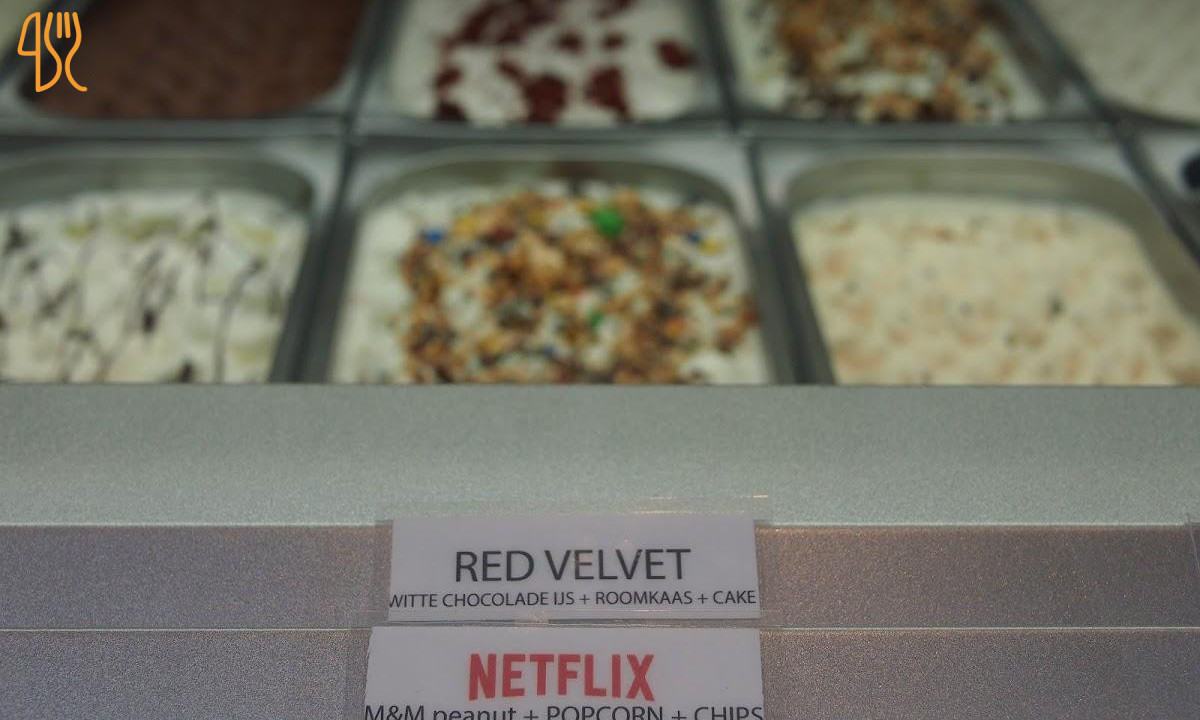 RED VELVET
WITTE CHOCOLADE IJS + ROOMKAAS + CAKE
NETFLIX
M&M peanut + POPCORN + CHIPS